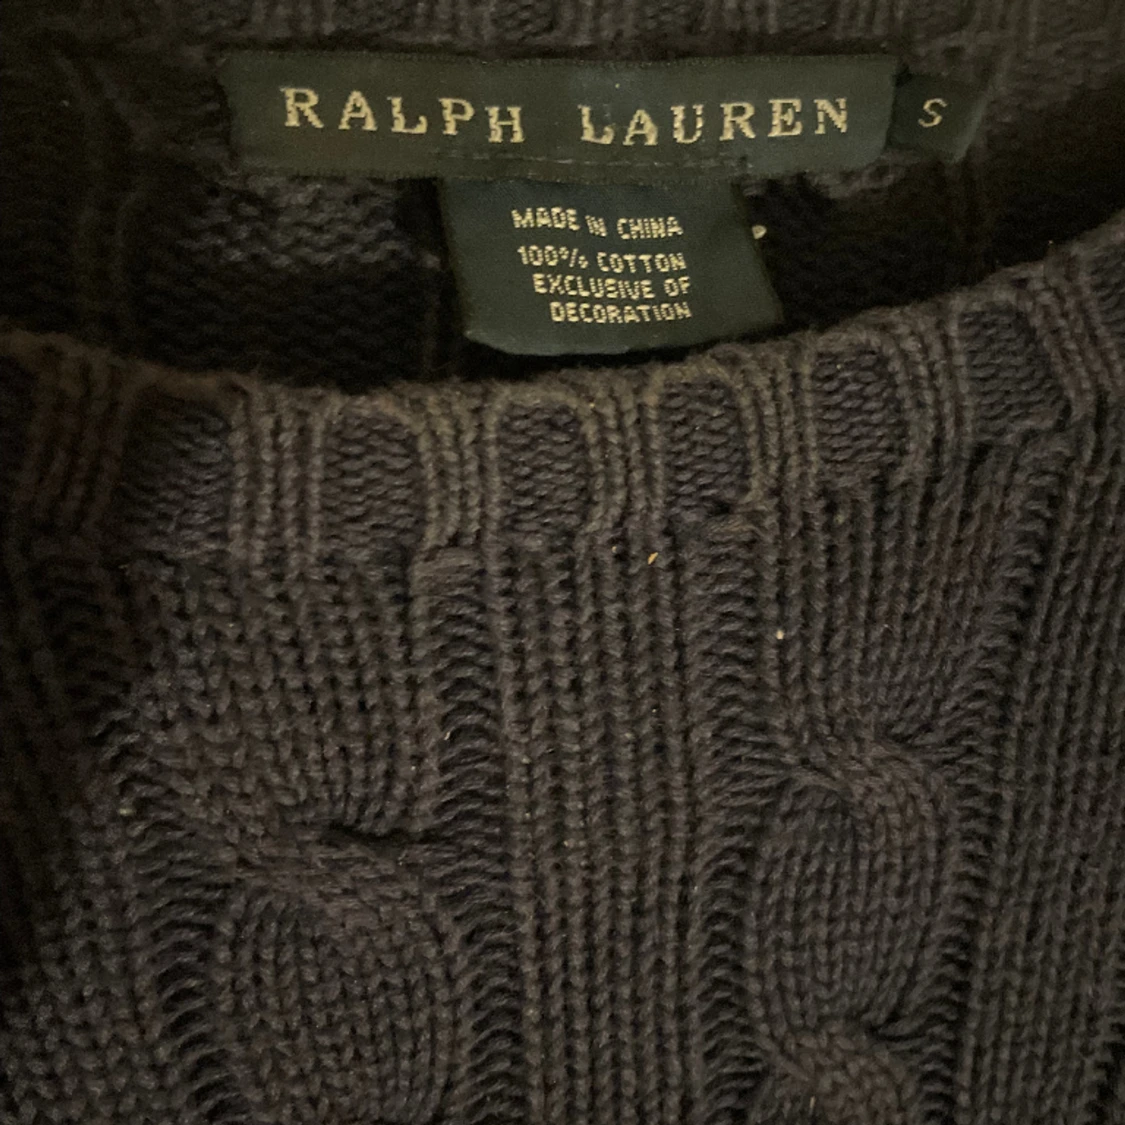 RALPH LAUREN S
MADE IN CHINA
100% COTTON
EXCLUSIVE OF
DECORATION